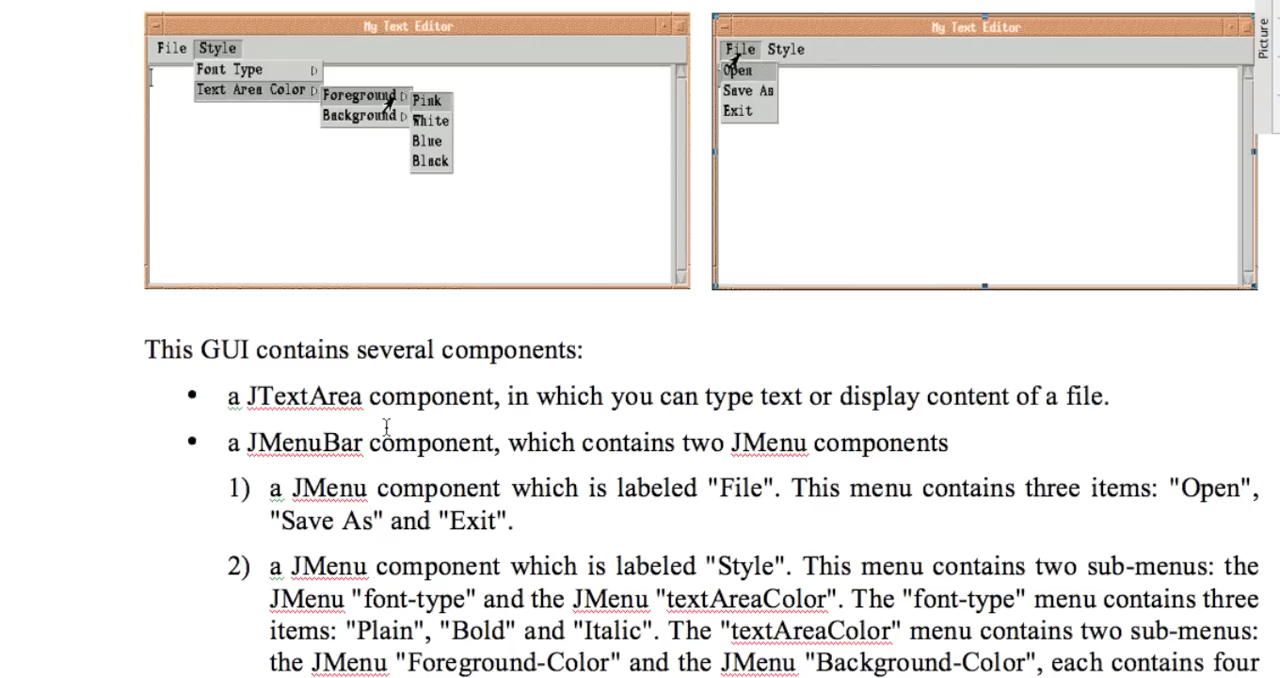 My Text Editor
File Style
Font Type
Text Area Color
Foreground
Background
Pink
White
Blue
Black
My Text Editor
File Style
Open
Save As
Exit
Picture
This GUI contains several components:
• a JTextArea component, in which you can type text or display content of a file.
• a JMenuBar component, which contains two JMenu components
1) a JMenu component which is labeled "File". This menu contains three items: "Open",
"Save As" and "Exit".
2) a JMenu component which is labeled "Style". This menu contains two sub-menus: the
JMenu "font-type" and the JMenu "textAreaColor". The "font-type" menu contains three
items: "Plain", "Bold" and "Italic". The "textAreaColor" menu contains two sub-menus:
the JMenu "Foreground-Color" and the JMenu "Background-Color", each contains four